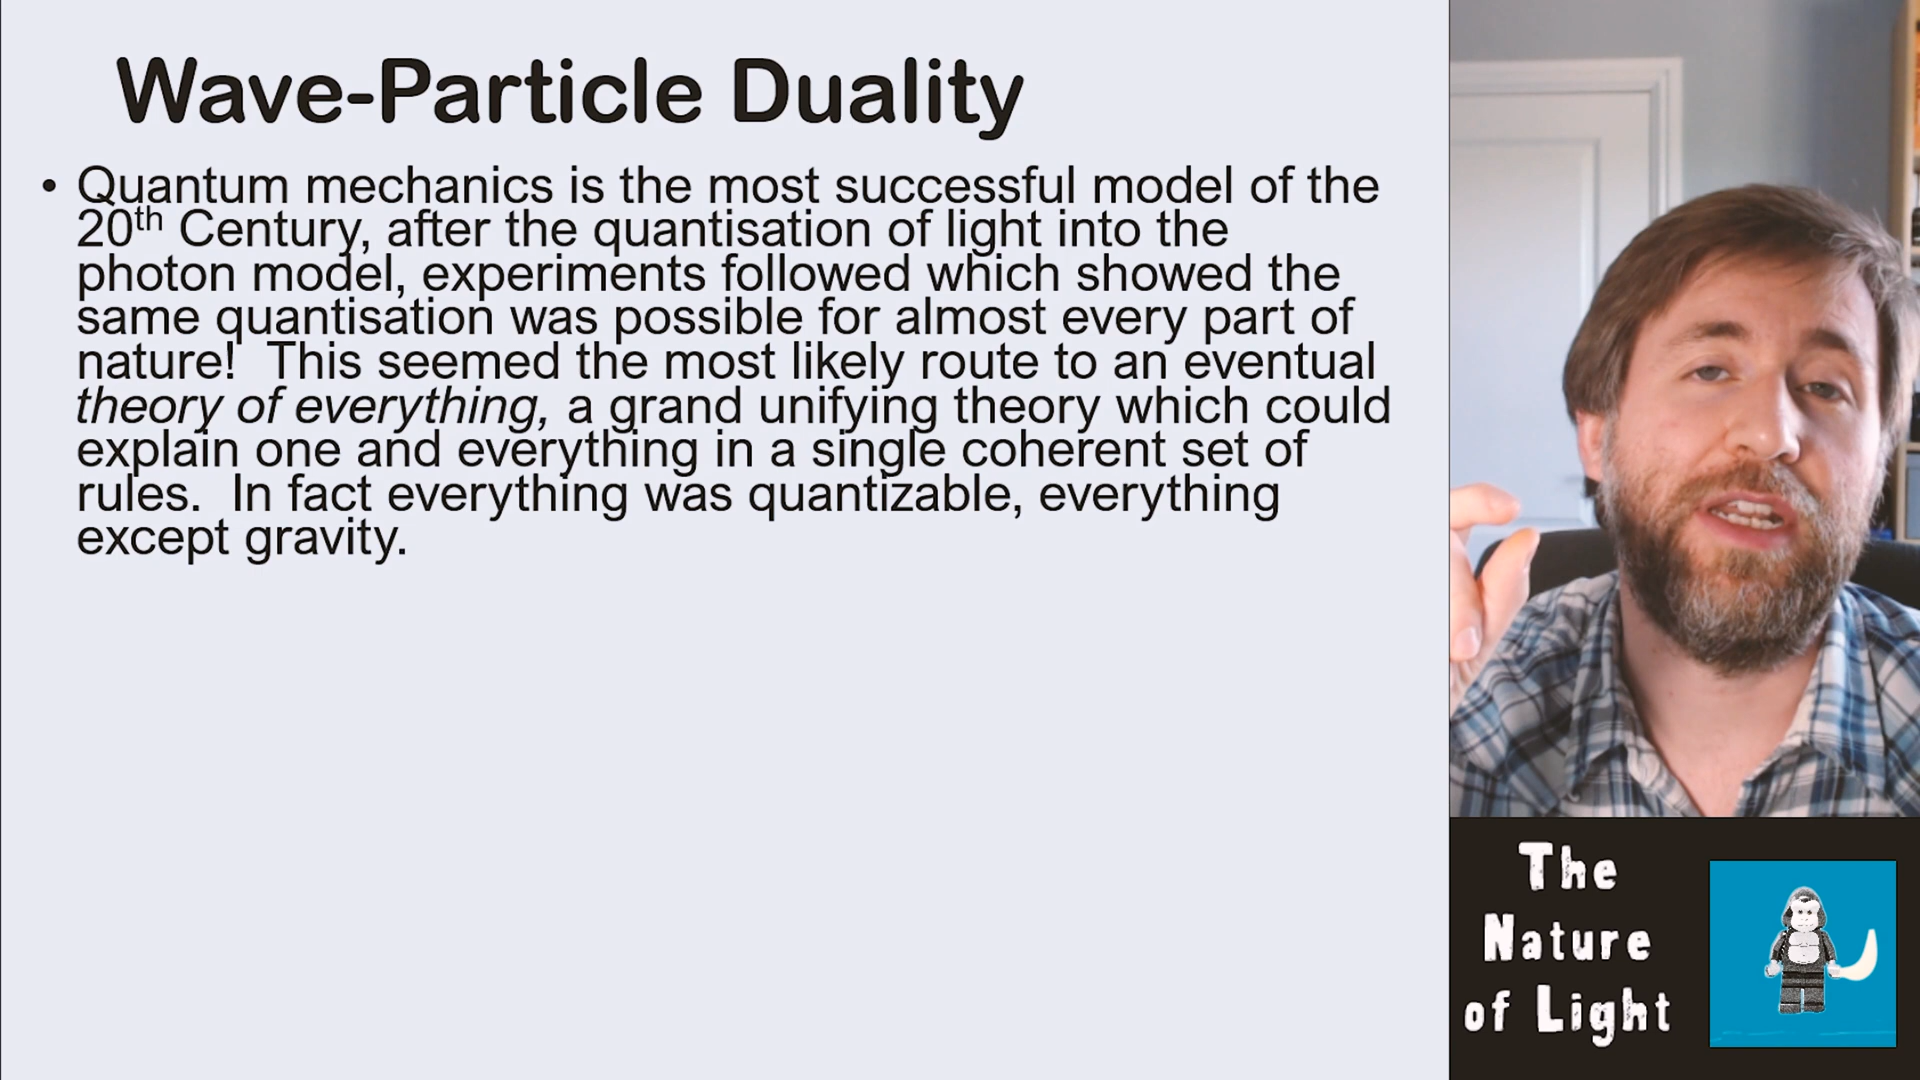 Wave-Particle Duality
• Quantum mechanics is the most successful model of the
20th Century, after the quantisation of light into the
photon model, experiments followed which showed the
same quantisation was possible for almost every part of
nature!  This seemed the most likely route to an eventual
theory of everything, a grand unifying theory which could
explain one and everything in a single coherent set of
rules.  In fact everything was quantizable, everything
except gravity.
The
Nature
of Light